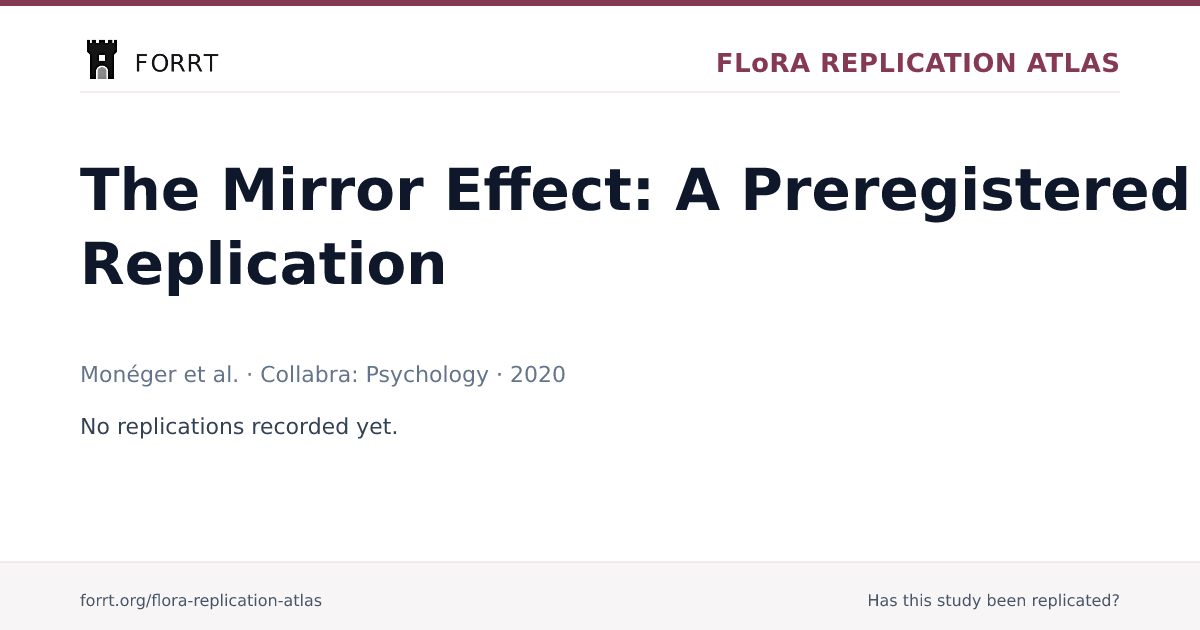 FORRT
FLoRA REPLICATION ATLAS
The Mirror Effect: A Preregistered
Replication
Monéger et al. · Collabra: Psychology · 2020
No replications recorded yet.
forrt.org/flora-replication-atlas
Has this study been replicated?